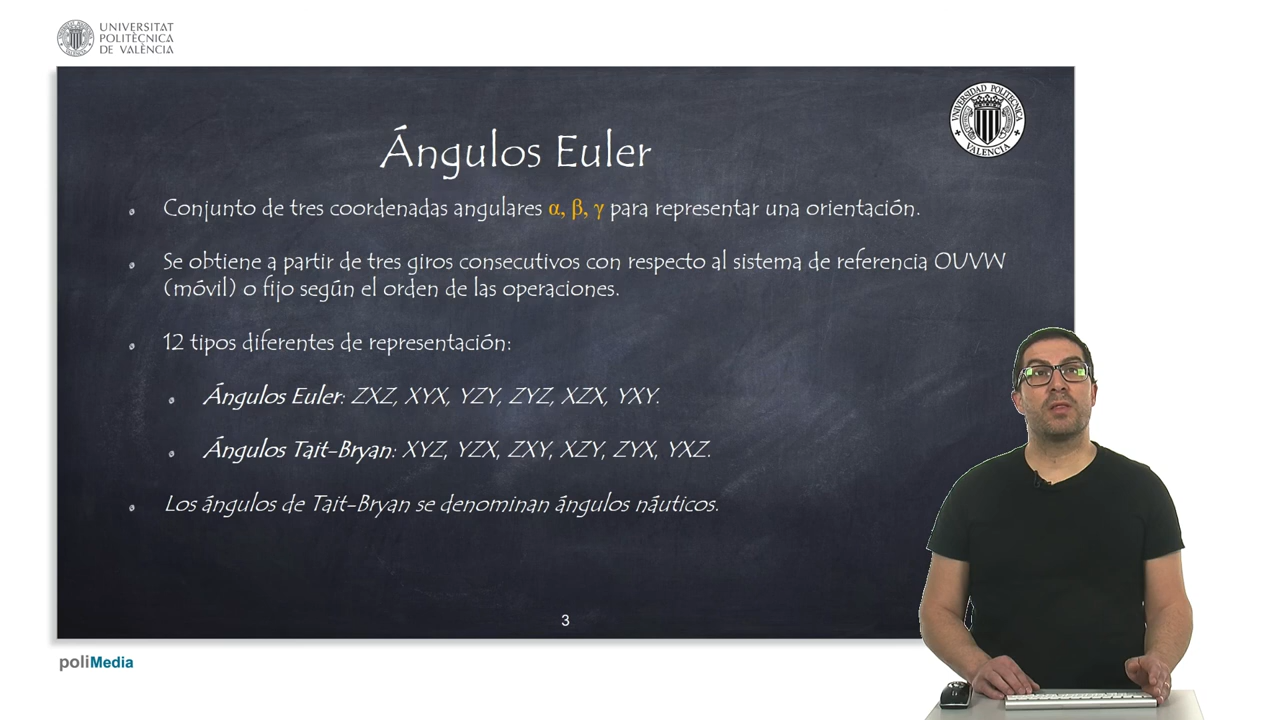 UNIVERSITAT
POLITÈCNICA
DE VALÈNCIA
UNIVERSIDAD POLITECNICA
VALENCIA
Ángulos Euler
Conjunto de tres coordenadas angulares α, β, γ para representar una orientación.
Se obtiene a partir de tres giros consecutivos con respecto al sistema de referencia OUVW
(móvil) o fijo según el orden de las operaciones.
12 tipos diferentes de representación:
Ángulos Euler: ZXZ, XYX, YZY, ZYZ, XZX, YXY.
Ángulos Tait-Bryan: XYZ, YZX, ZXY, XZY, ZYX, YXZ.
Los ángulos de Tait-Bryan se denominan ángulos náuticos.
3
poliMedia